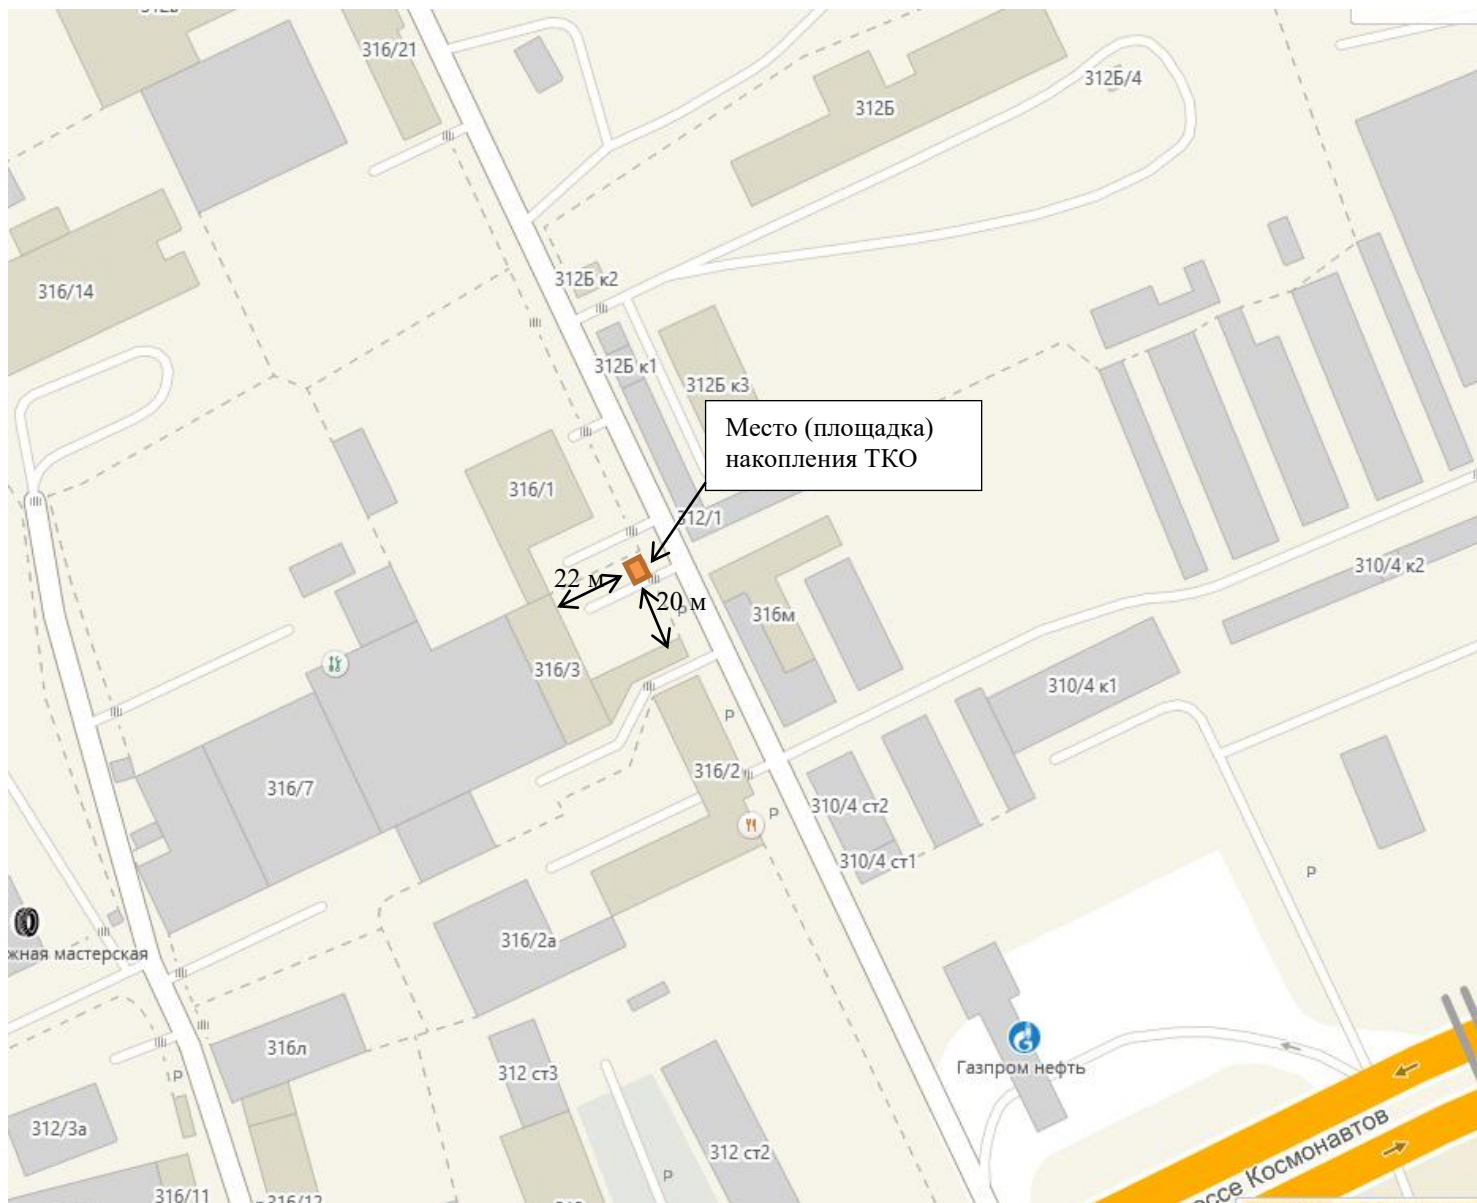 316/21
312Б/4
312Б
316/14
312Б к2
312Б к1
312Б к3
Место (площадка)
накопления ТКО
316/1
312/1
310/4 к2
22 м
20 м
P
316м
316/3
310/4 к1
P
316/2
316/7
310/4 ст2
P
310/4 ст1
P
316/2а
жная мастерская
316л
Газпром нефть
312 ст3
P
312/3а
ссе Космонавтов
312 ст2
P
316/11
316/12